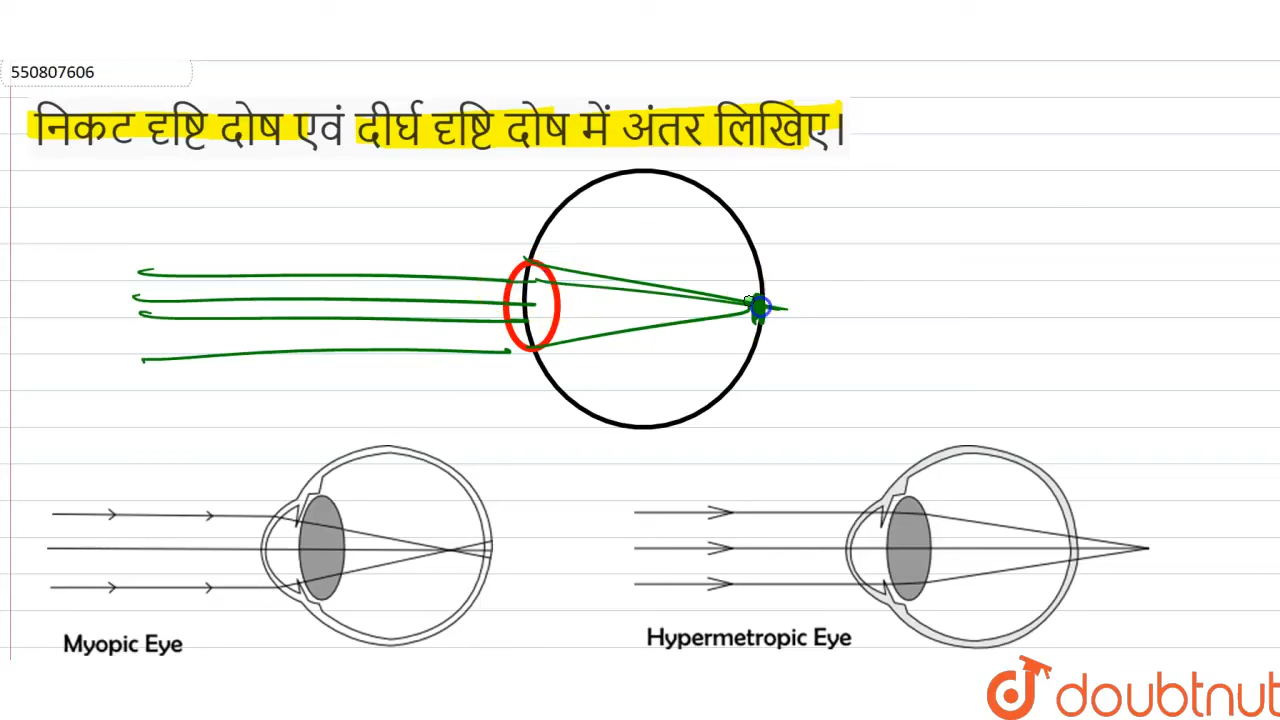 550807606
निकट दृष्टि दोष एवं दीर्घ दृष्टि दोष में अंतर लिखिए।
Myopic Eye
Hypermetropic Eye
doubtnut